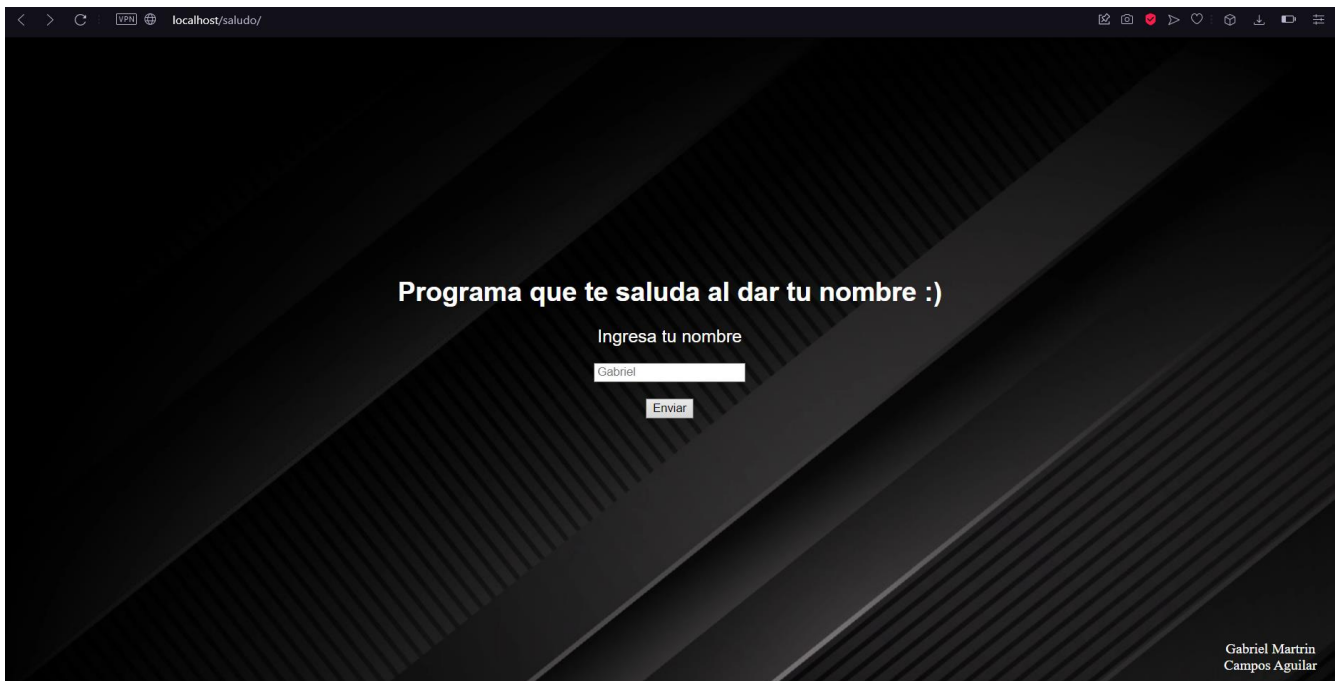 VPN localhost/saludo/
Programa que te saluda al dar tu nombre :)
Ingresa tu nombre
Gabriel
Enviar
Gabriel Martrin
Campos Aguilar